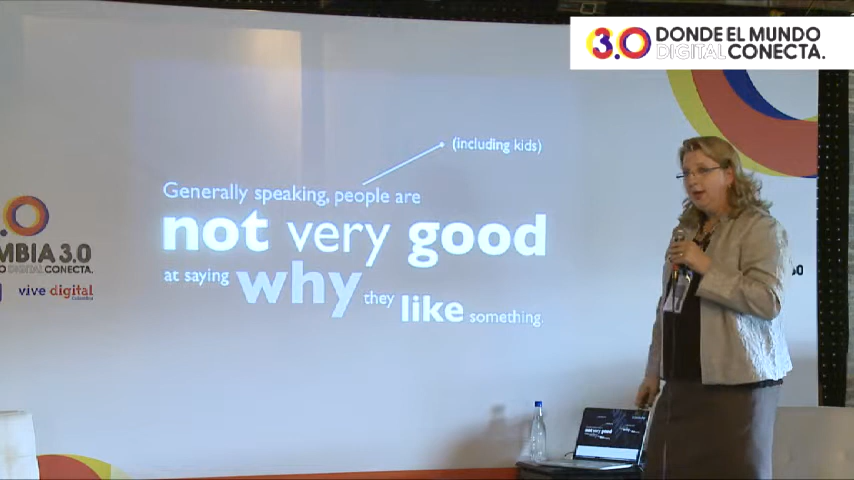 3.0 DONDE EL MUNDO
DIGITAL CONECTA.
(including kids)
Generally speaking, people are
not very good
at saying why they like something.
MBIA 3.0
O DIGITAL CONECTA.
vive digital